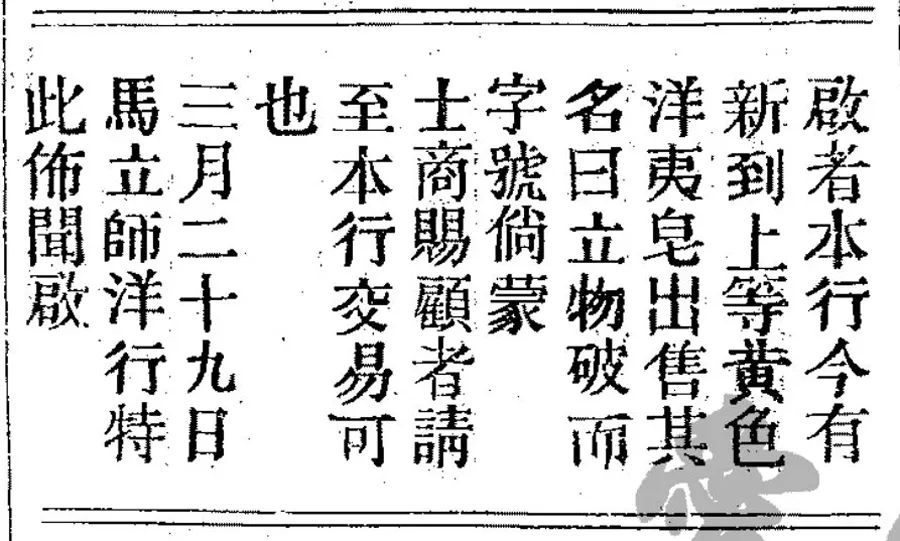 啟者本行今有
新到上等黃色
洋夷皂出售其
名曰立物破而
字號倘蒙
士商賜顧者請
至本行交易可
也
三月二十九日
馬立師洋行特
此佈聞啟